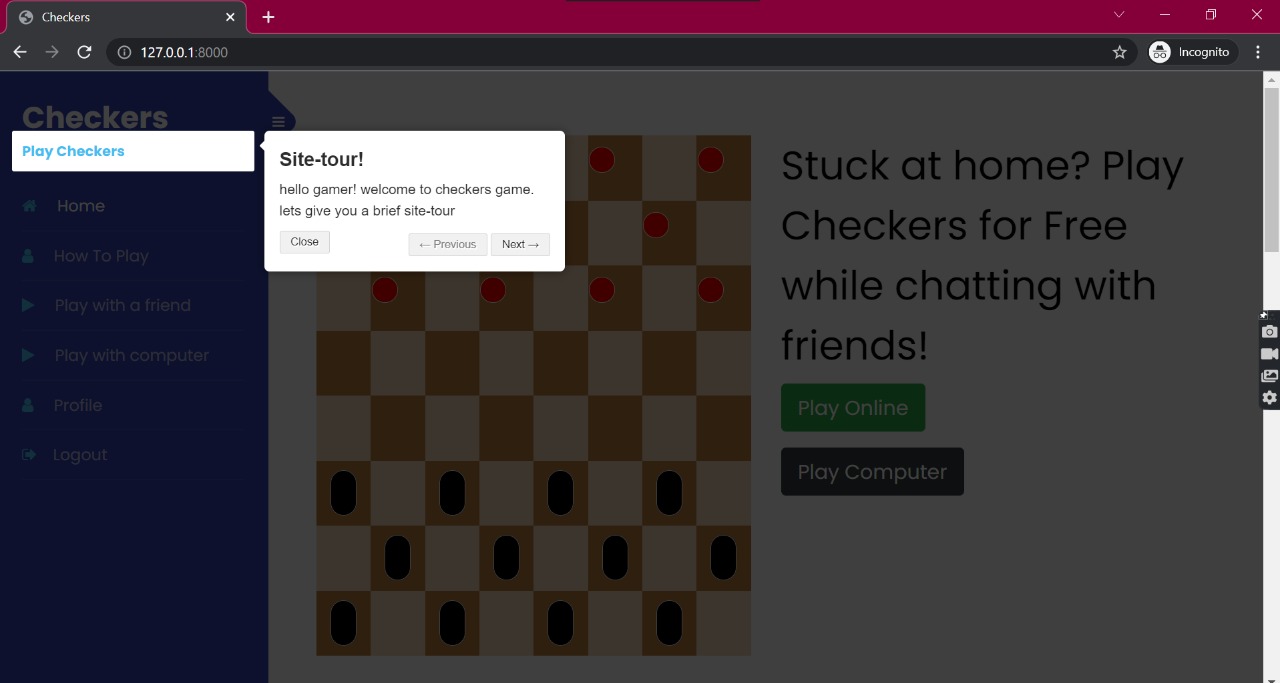 Checkers
127.0.0.1:8000
Incognito
Checkers
Play Checkers
Home
How To Play
Play with a friend
Play with computer
Profile
Logout
Site-tour!
hello gamer! welcome to checkers game.
lets give you a brief site-tour
Close
← Previous
Next →
Stuck at home? Play
Checkers for Free
while chatting with
friends!
Play Online
Play Computer